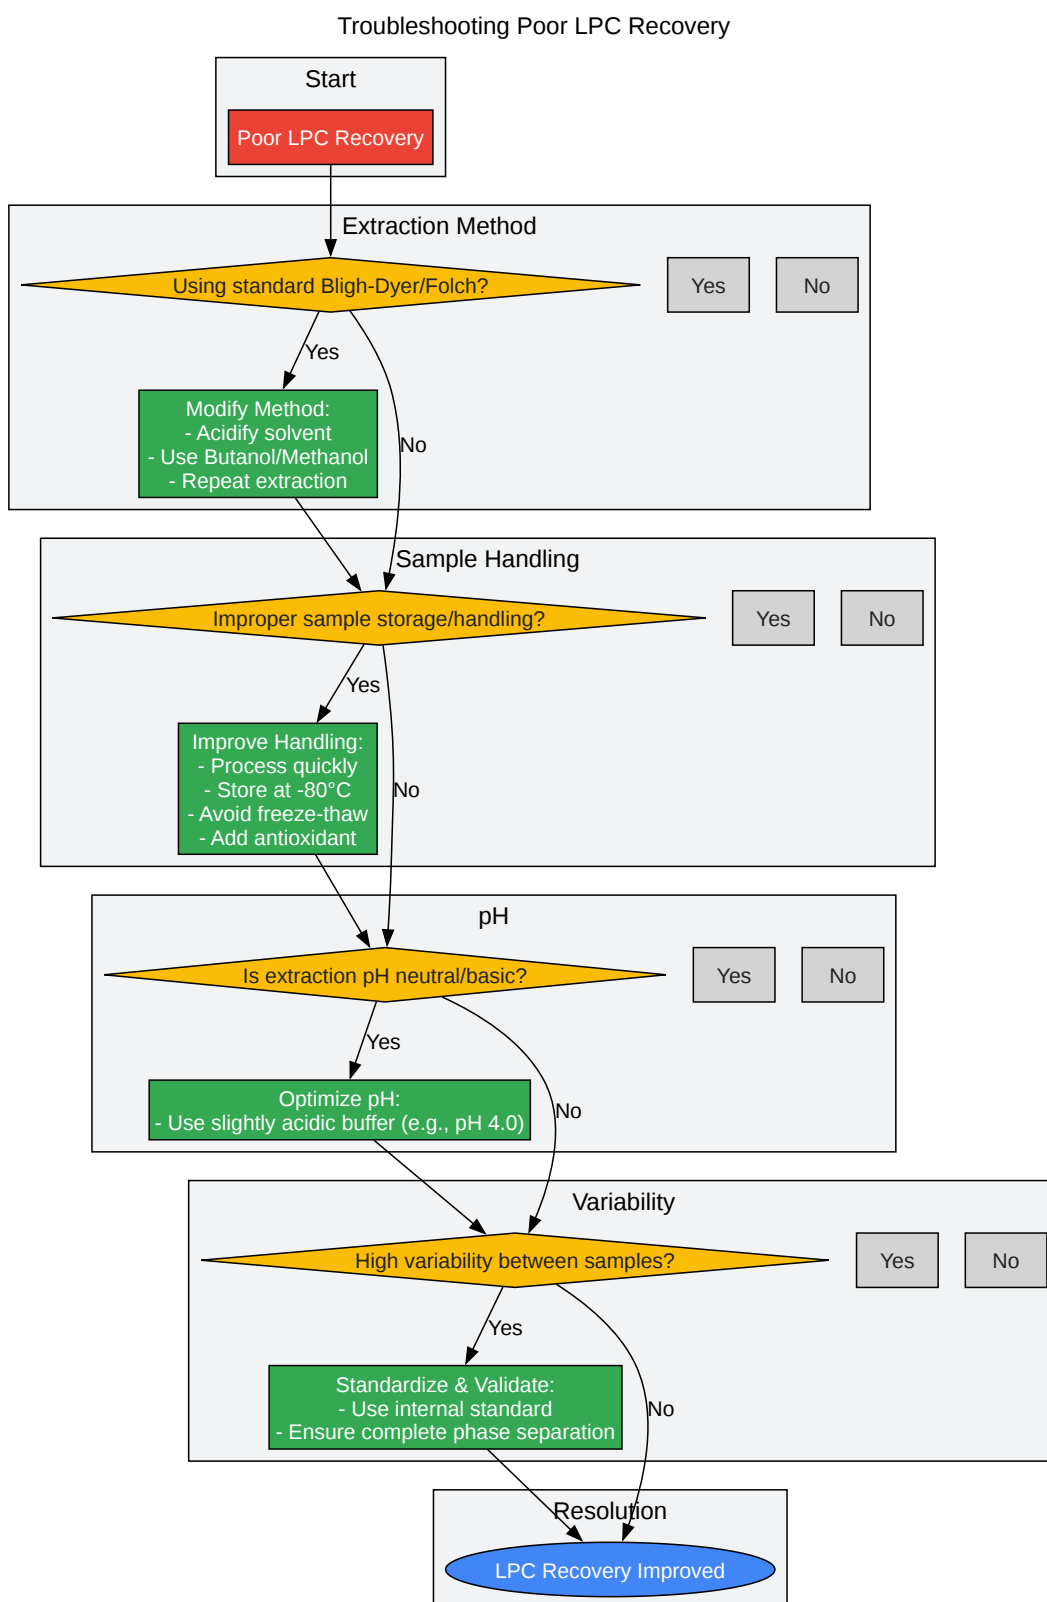 Troubleshooting Poor LPC Recovery
Start
Poor LPC Recovery
Extraction Method
Using standard Bligh-Dyer/Folch?
Yes
No
Yes
Modify Method:
- Acidify solvent
- Use Butanol/Methanol
- Repeat extraction
No
Sample Handling
Improper sample storage/handling?
Yes
No
Yes
Improve Handling:
- Process quickly
- Store at -80°C
- Avoid freeze-thaw
- Add antioxidant
No
pH
Is extraction pH neutral/basic?
Yes
No
Yes
Optimize pH:
- Use slightly acidic buffer (e.g., pH 4.0)
No
Variability
High variability between samples?
Yes
No
Yes
Standardize & Validate:
- Use internal standard
- Ensure complete phase separation
No
Resolution
LPC Recovery Improved